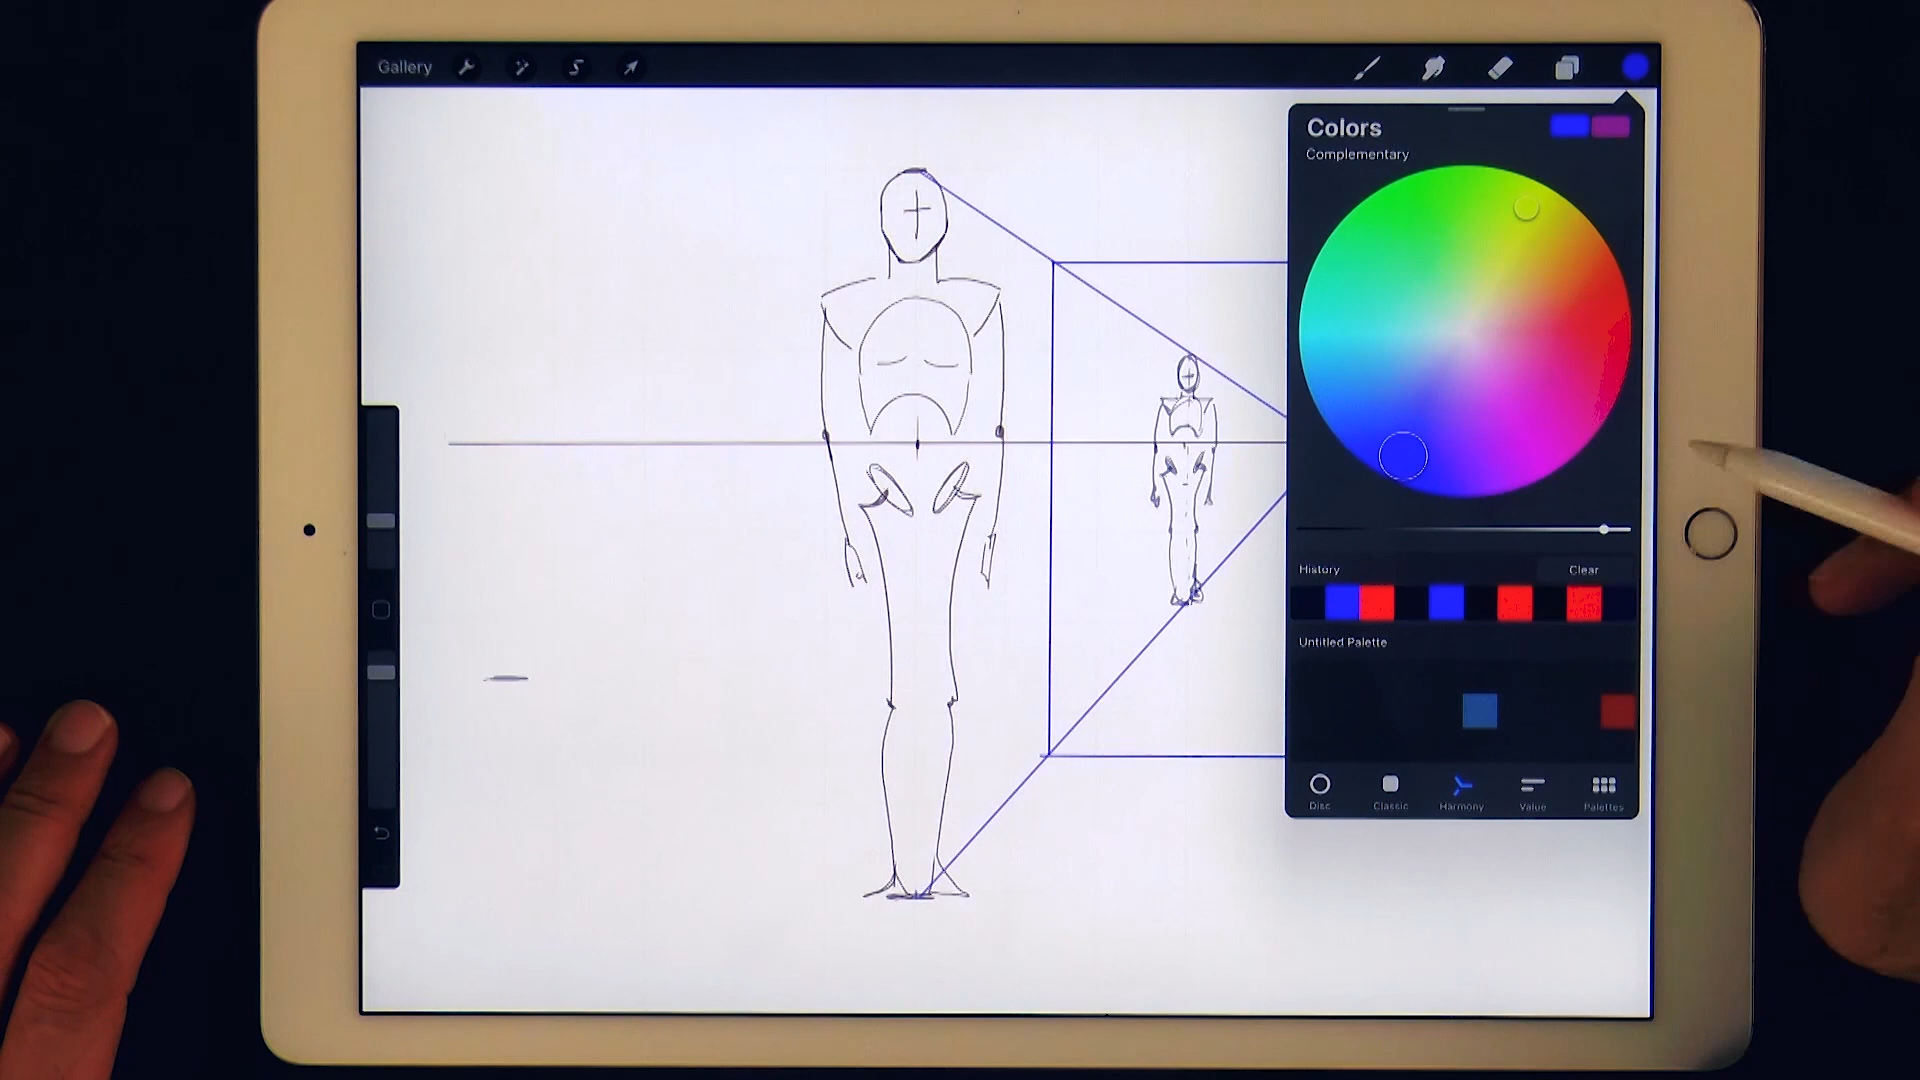 Gallery
Colors
Complementary
History
Clear
Untitled Palette
Disc
Classic
Harmony
Value
Palettes